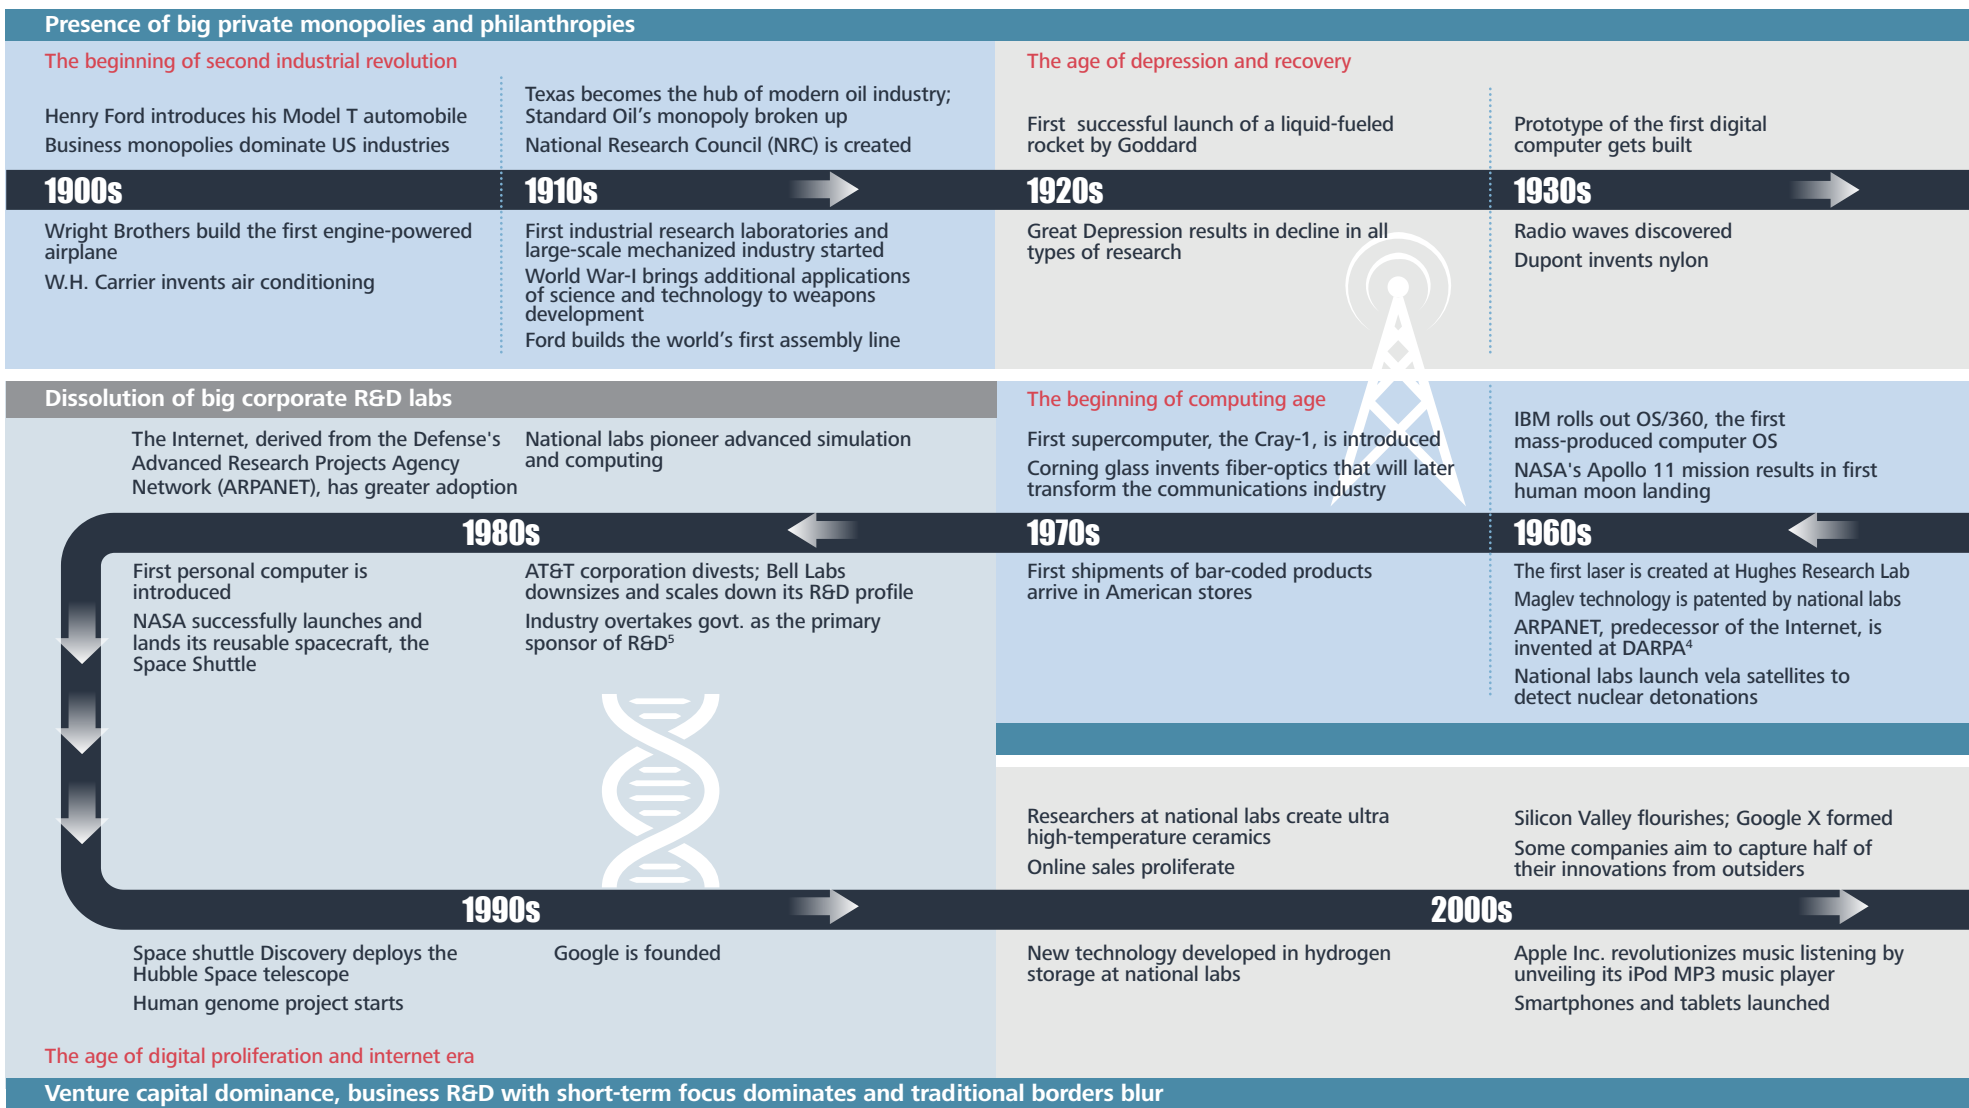 Presence of big private monopolies and philanthropies
The beginning of second industrial revolution
Henry Ford introduces his Model T automobile
Business monopolies dominate US industries
Texas becomes the hub of modern oil industry;
Standard Oil's monopoly broken up
National Research Council (NRC) is created
1900s
1910s
Wright Brothers build the first engine-powered
airplane
W.H. Carrier invents air conditioning
First industrial research laboratories and
large-scale mechanized industry started
World War-I brings additional applications
of science and technology to weapons
development
Ford builds the world's first assembly line
The age of depression and recovery
First  successful launch of a liquid-fueled
rocket by Goddard
Prototype of the first digital
computer gets built
1920s
1930s
Great Depression results in decline in all
types of research
Radio waves discovered
Dupont invents nylon
The beginning of computing age
IBM rolls out OS/360, the first
mass-produced computer OS
NASA's Apollo 11 mission results in first
human moon landing
1960s
The first laser is created at Hughes Research Lab
Maglev technology is patented by national labs
ARPANET, predecessor of the Internet, is
invented at DARPA⁴
National labs launch vela satellites to
detect nuclear detonations
First supercomputer, the Cray-1, is introduced
Corning glass invents fiber-optics that will later
transform the communications industry
1970s
First shipments of bar-coded products
arrive in American stores
Dissolution of big corporate R&D labs
The Internet, derived from the Defense's
Advanced Research Projects Agency
Network (ARPANET), has greater adoption
National labs pioneer advanced simulation
and computing
1980s
First personal computer is
introduced
NASA successfully launches and
lands its reusable spacecraft, the
Space Shuttle
AT&T corporation divests; Bell Labs
downsizes and scales down its R&D profile
Industry overtakes govt. as the primary
sponsor of R&D⁵
1990s
Space shuttle Discovery deploys the
Hubble Space telescope
Human genome project starts
Google is founded
Researchers at national labs create ultra
high-temperature ceramics
Online sales proliferate
Silicon Valley flourishes; Google X formed
Some companies aim to capture half of
their innovations from outsiders
2000s
New technology developed in hydrogen
storage at national labs
Apple Inc. revolutionizes music listening by
unveiling its iPod MP3 music player
Smartphones and tablets launched
The age of digital proliferation and internet era
Venture capital dominance, business R&D with short-term focus dominates and traditional borders blur